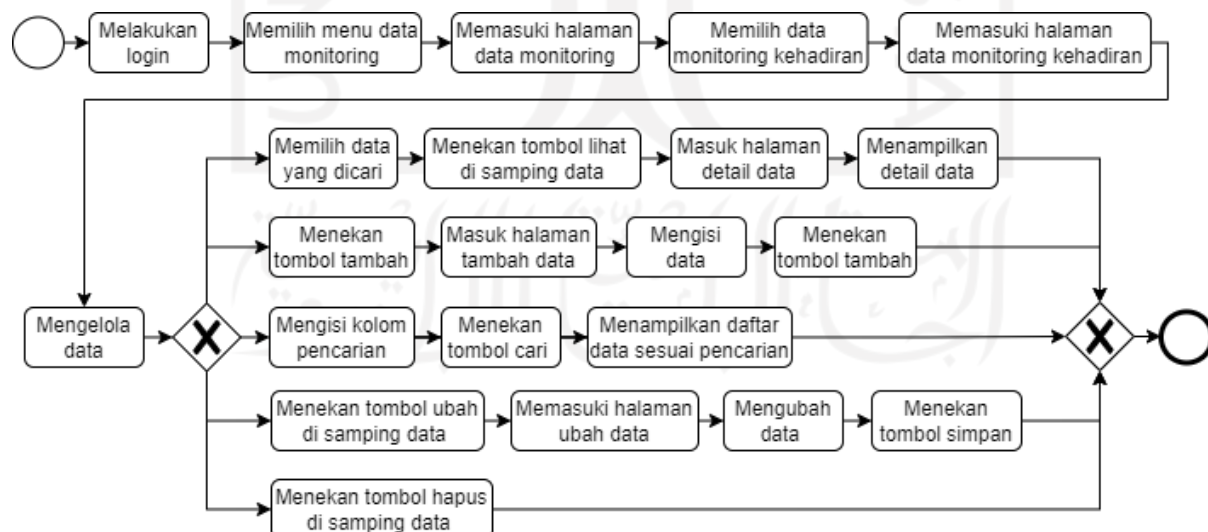 Melakukan
login
Memilih menu data
monitoring
Memasuki halaman
data monitoring
Memilih data
monitoring kehadiran
Memasuki halaman
data monitoring kehadiran
Memilih data
yang dicari
Menekan tombol lihat
di samping data
Masuk halaman
detail data
Menampilkan
detail data
Menekan
tombol tambah
Masuk halaman
tambah data
Mengisi
data
Menekan
tombol tambah
Mengelola
data
Mengisi kolom
pencarian
Menekan
tombol cari
Menampilkan daftar
data sesuai pencarian
Menekan tombol ubah
di samping data
Memasuki halaman
ubah data
Mengubah
data
Menekan
tombol simpan
Menekan tombol hapus
di samping data